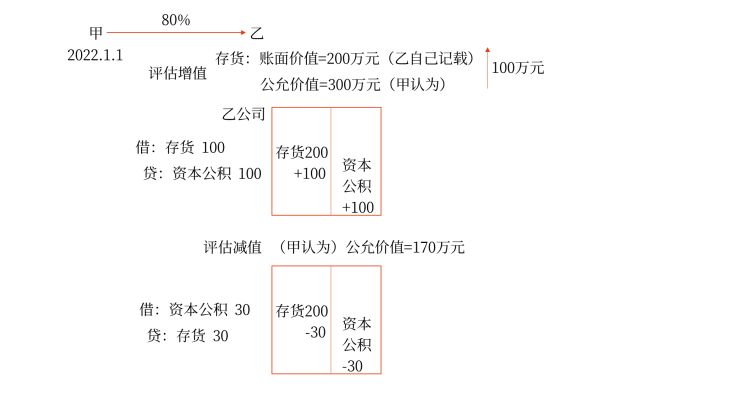 甲 80% 乙
2022.1.1
评估增值
存货：账面价值=200万元（乙自己记载）
公允价值=300万元（甲认为）
100万元
乙公司
借：存货 100
贷：资本公积 100
存货200
+100
资本
公积
+100
评估减值 （甲认为）公允价值=170万元
借：资本公积 30
贷：存货 30
存货200
-30
资本
公积
-30